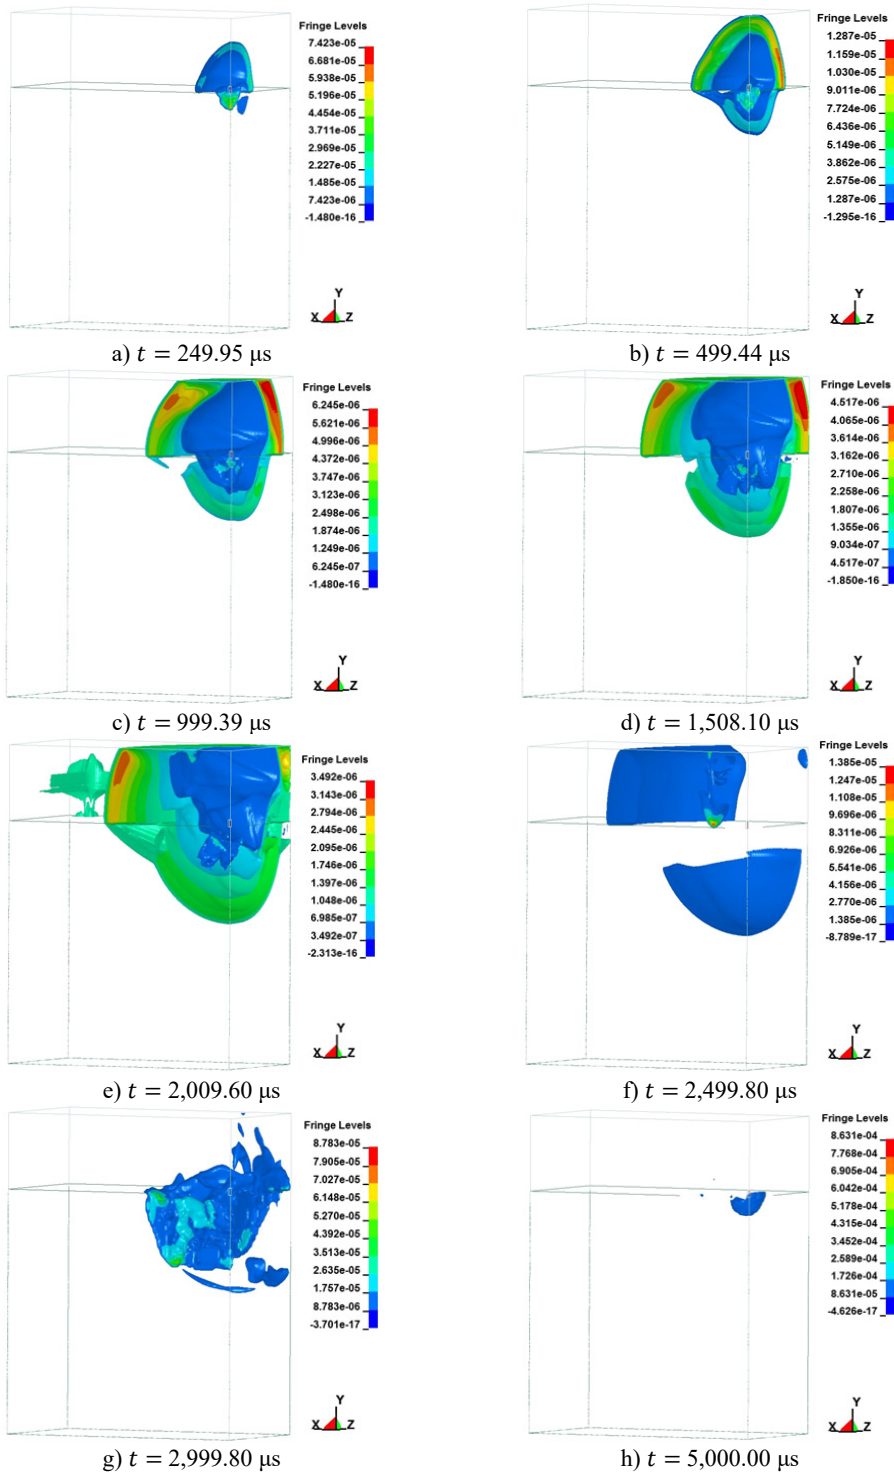 Fringe Levels
7.423e-05
6.681e-05
5.938e-05
5.196e-05
4.454e-05
3.711e-05
2.969e-05
2.227e-05
1.485e-05
7.423e-06
-1.480e-16
Y
X Z
a) t = 249.95 μs
Fringe Levels
1.287e-05
1.159e-05
1.030e-05
9.011e-06
7.724e-06
6.436e-06
5.149e-06
3.862e-06
2.575e-06
1.287e-06
-1.295e-16
Y
X Z
b) t = 499.44 μs
Fringe Levels
6.245e-06
5.621e-06
4.996e-06
4.372e-06
3.747e-06
3.123e-06
2.498e-06
1.874e-06
1.249e-06
6.245e-07
-1.480e-16
Y
X Z
c) t = 999.39 μs
Fringe Levels
4.517e-06
4.065e-06
3.614e-06
3.162e-06
2.710e-06
2.258e-06
1.807e-06
1.355e-06
9.034e-07
4.517e-07
-1.850e-16
Y
X Z
d) t = 1,508.10 μs
Fringe Levels
3.492e-06
3.143e-06
2.794e-06
2.445e-06
2.095e-06
1.746e-06
1.397e-06
1.048e-06
6.985e-07
3.492e-07
-2.313e-16
Y
X Z
e) t = 2,009.60 μs
Fringe Levels
1.385e-05
1.247e-05
1.108e-05
9.696e-06
8.311e-06
6.926e-06
5.541e-06
4.156e-06
2.770e-06
1.385e-06
-8.789e-17
Y
X Z
f) t = 2,499.80 μs
Fringe Levels
8.783e-05
7.905e-05
7.027e-05
6.148e-05
5.270e-05
4.392e-05
3.513e-05
2.635e-05
1.757e-05
8.783e-06
-3.701e-17
Y
X Z
g) t = 2,999.80 μs
Fringe Levels
8.631e-04
7.768e-04
6.905e-04
6.042e-04
5.178e-04
4.315e-04
3.452e-04
2.589e-04
1.726e-04
8.631e-05
-4.626e-17
Y
X Z
h) t = 5,000.00 μs